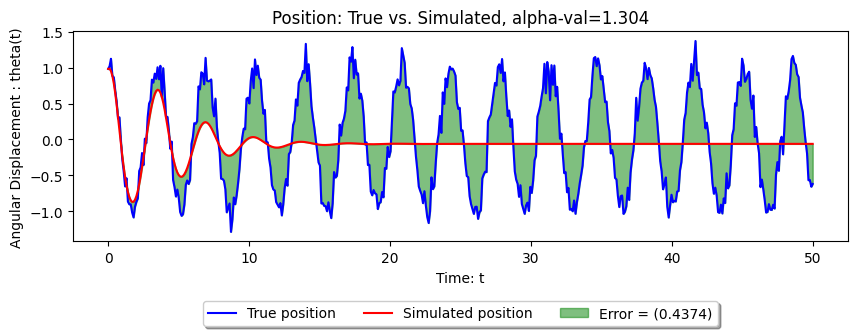 Position: True vs. Simulated, alpha-val=1.304
Angular Displacement : theta(t)
1.5
1.0
0.5
0.0
−0.5
−1.0
0 10 20 30 40 50
Time: t
True position Simulated position Error = (0.4374)